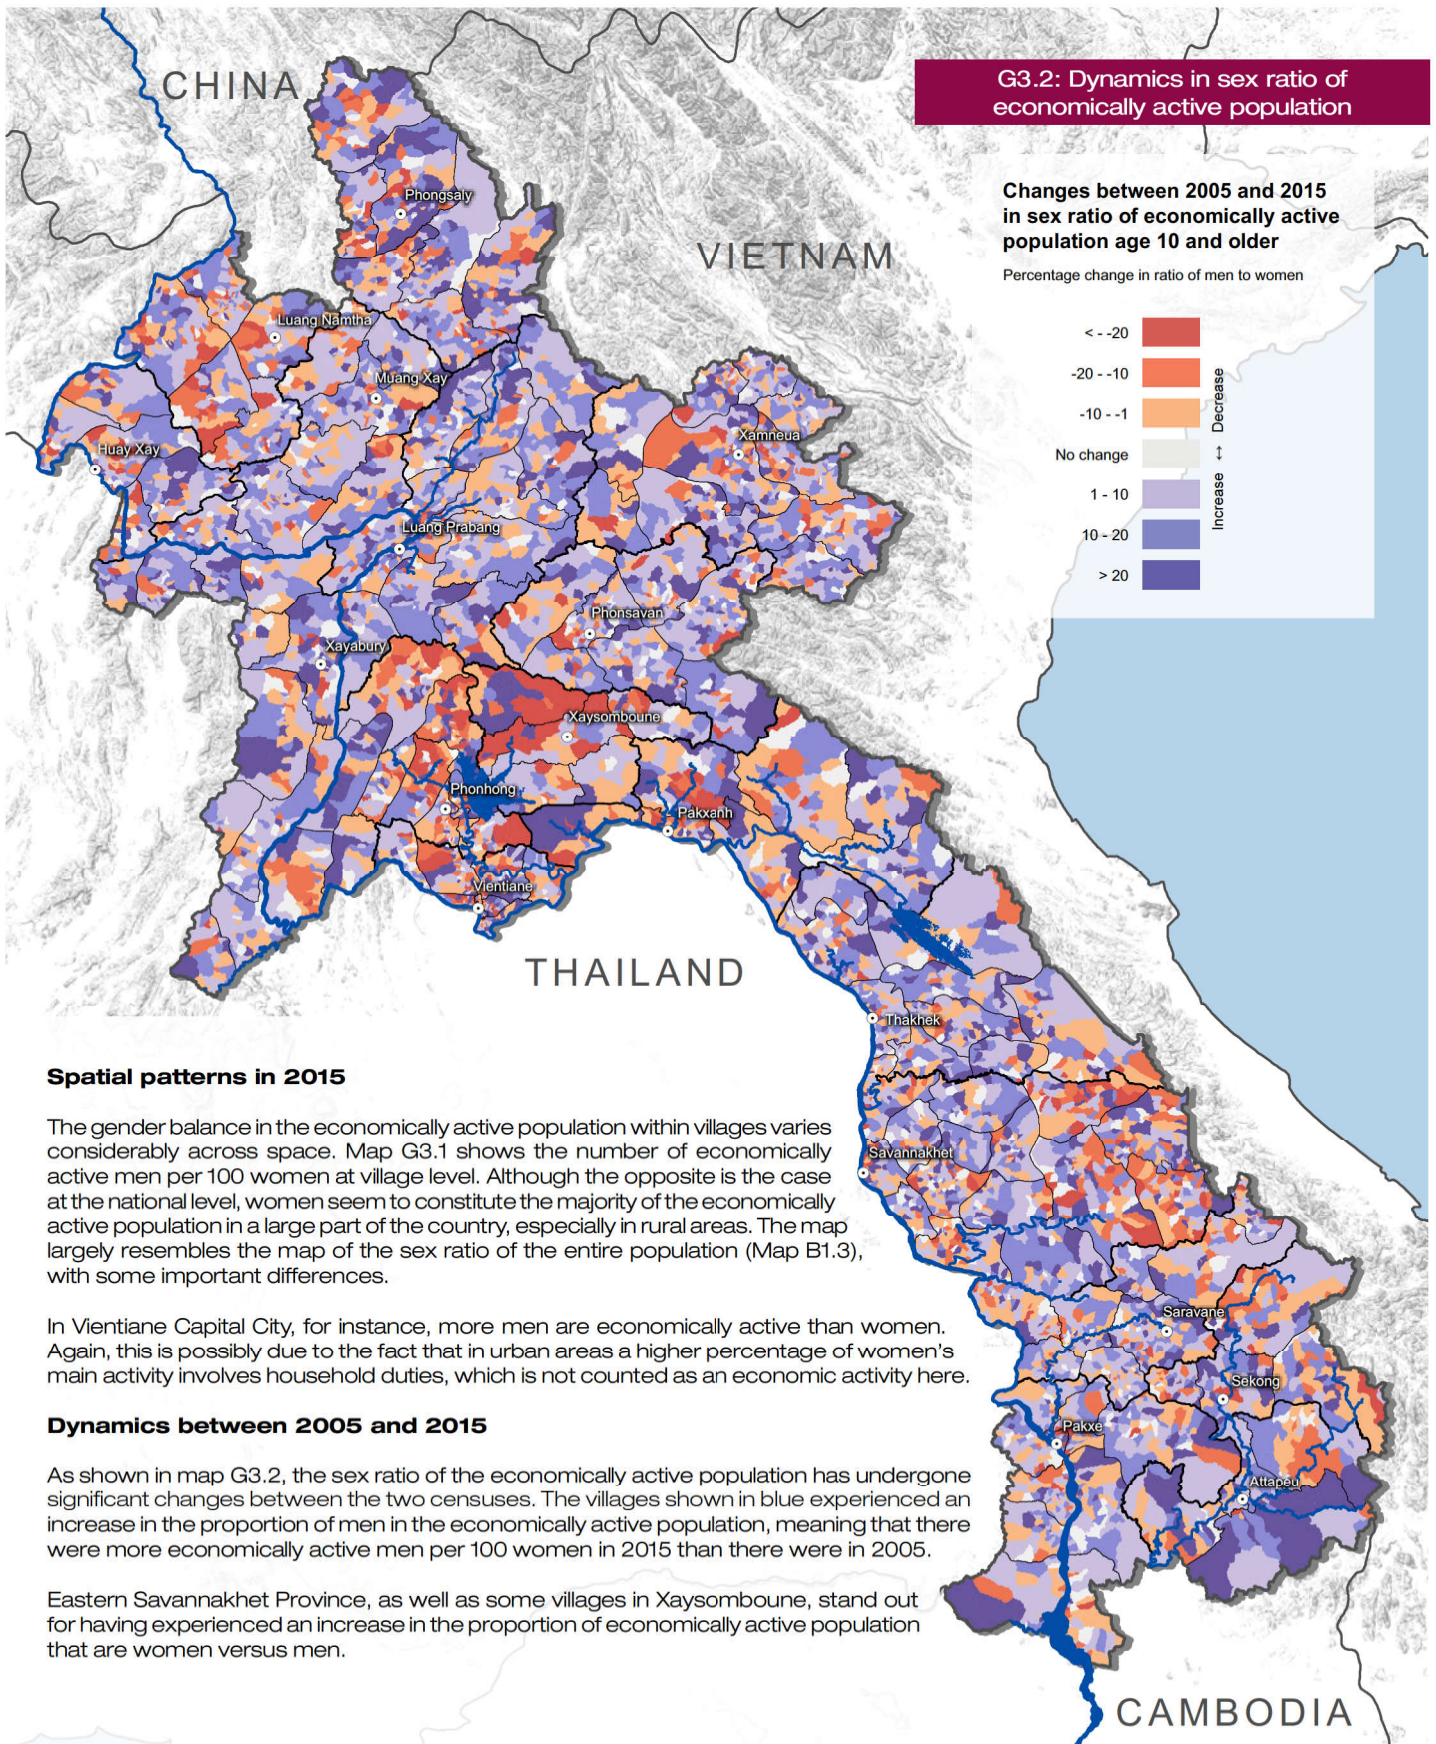 CHINA
G3.2: Dynamics in sex ratio of
economically active population
Changes between 2005 and 2015
in sex ratio of economically active
population age 10 and older
Percentage change in ratio of men to women
< - -20
-20 - -10
-10 - -1
No change
1 - 10
10 - 20
> 20
Increase ↔ Decrease
VIETNAM
Phongsaly
Luang Namtha
Muang Xay
Xamneua
Huay Xay
Luang Prabang
Phonsavan
Xayabury
Xaysomboune
Phonhong
Pakxanh
Vientiane
THAILAND
Thakhek
Savannakhet
Saravane
Sekong
Pakxe
Attapeu
CAMBODIA
Spatial patterns in 2015
The gender balance in the economically active population within villages varies
considerably across space. Map G3.1 shows the number of economically
active men per 100 women at village level. Although the opposite is the case
at the national level, women seem to constitute the majority of the economically
active population in a large part of the country, especially in rural areas. The map
largely resembles the map of the sex ratio of the entire population (Map B1.3),
with some important differences.
In Vientiane Capital City, for instance, more men are economically active than women.
Again, this is possibly due to the fact that in urban areas a higher percentage of women's
main activity involves household duties, which is not counted as an economic activity here.
Dynamics between 2005 and 2015
As shown in map G3.2, the sex ratio of the economically active population has undergone
significant changes between the two censuses. The villages shown in blue experienced an
increase in the proportion of men in the economically active population, meaning that there
were more economically active men per 100 women in 2015 than there were in 2005.
Eastern Savannakhet Province, as well as some villages in Xaysomboune, stand out
for having experienced an increase in the proportion of economically active population
that are women versus men.